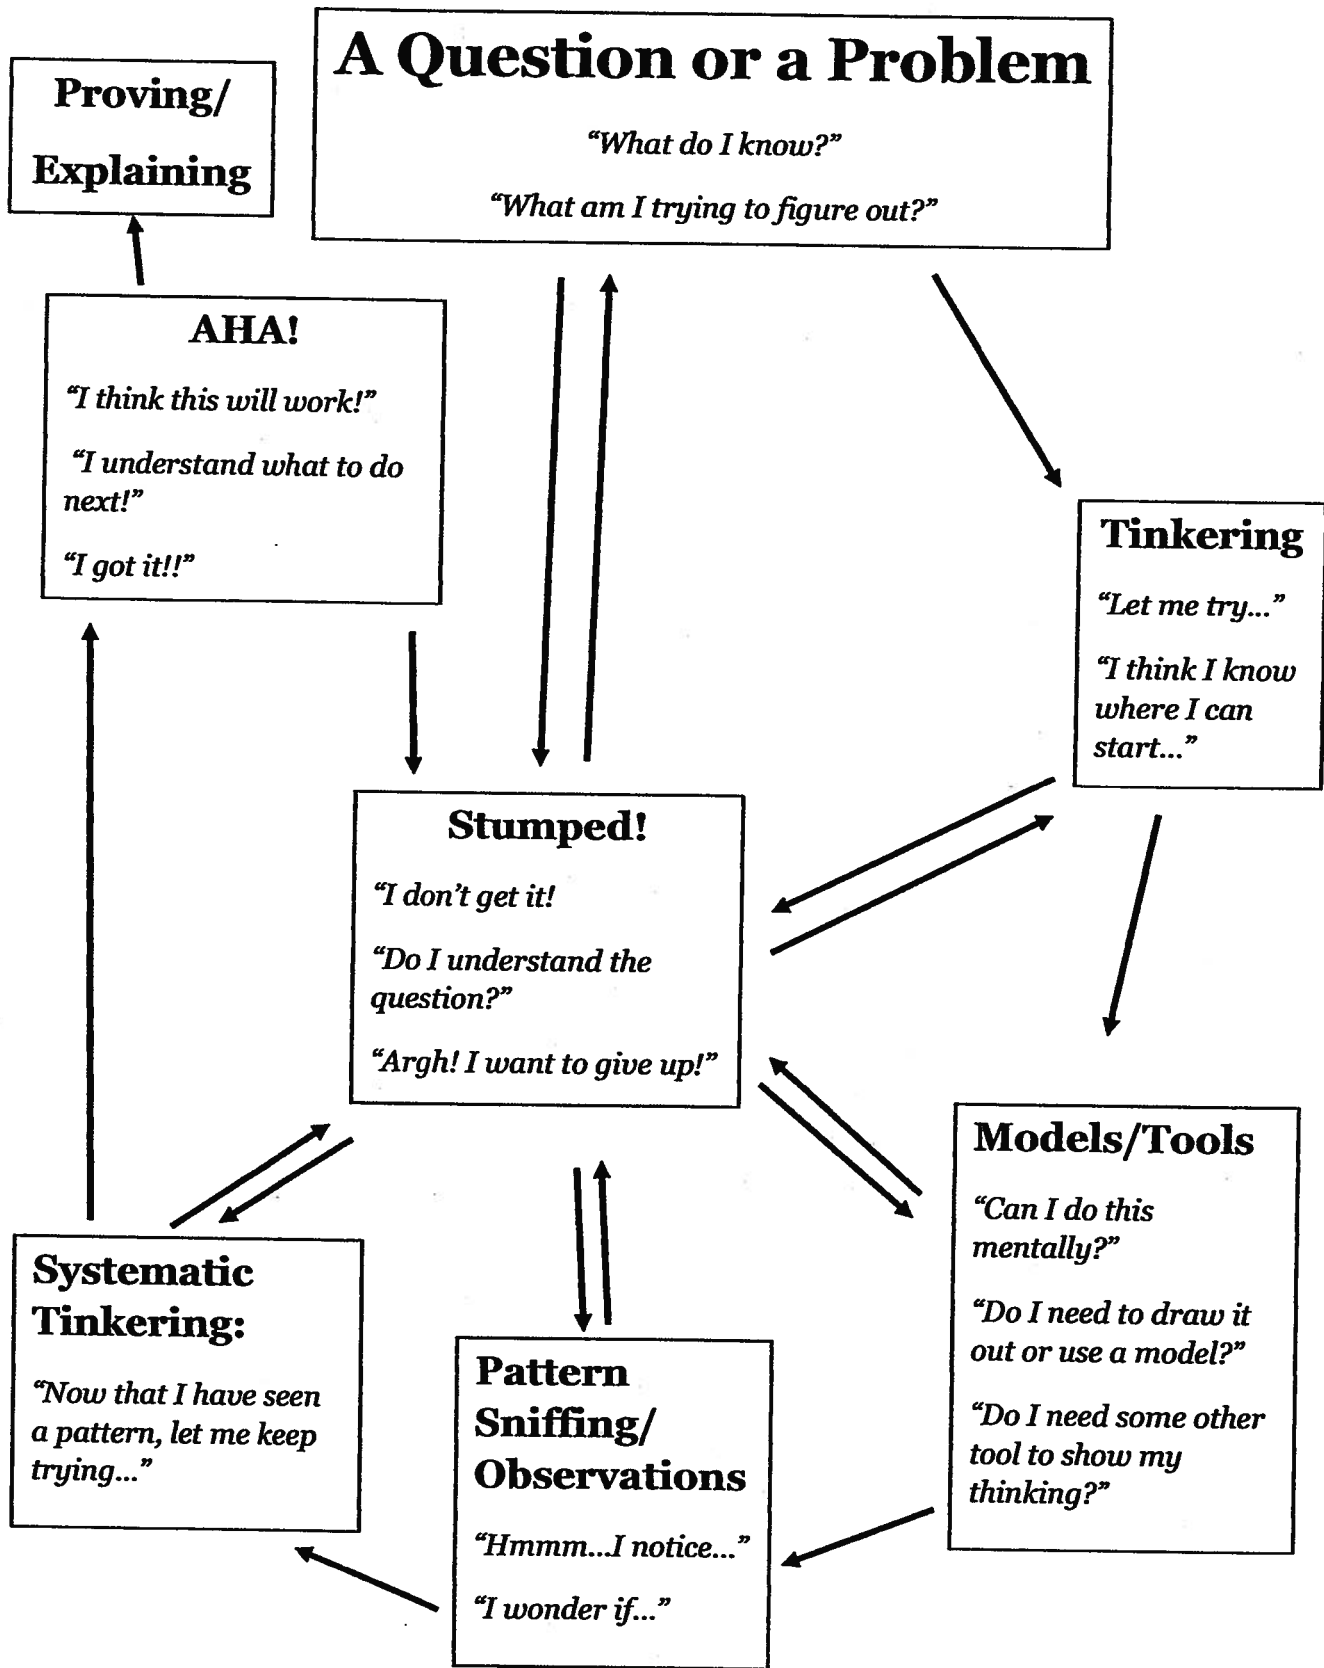 A Question or a Problem
“What do I know?”
“What am I trying to figure out?”
Proving/
Explaining
AHA!
“I think this will work!”
“I understand what to do
next!”
“I got it!!”
Tinkering
“Let me try...”
“I think I know
where I can
start...”
Stumped!
“I don’t get it!
“Do I understand the
question?”
“Argh! I want to give up!”
Models/Tools
“Can I do this
mentally?”
“Do I need to draw it
out or use a model?”
“Do I need some other
tool to show my
thinking?”
Systematic
Tinkering:
“Now that I have seen
a pattern, let me keep
trying...”
Pattern
Sniffing/
Observations
“Hmmm...I notice...”
“I wonder if...”